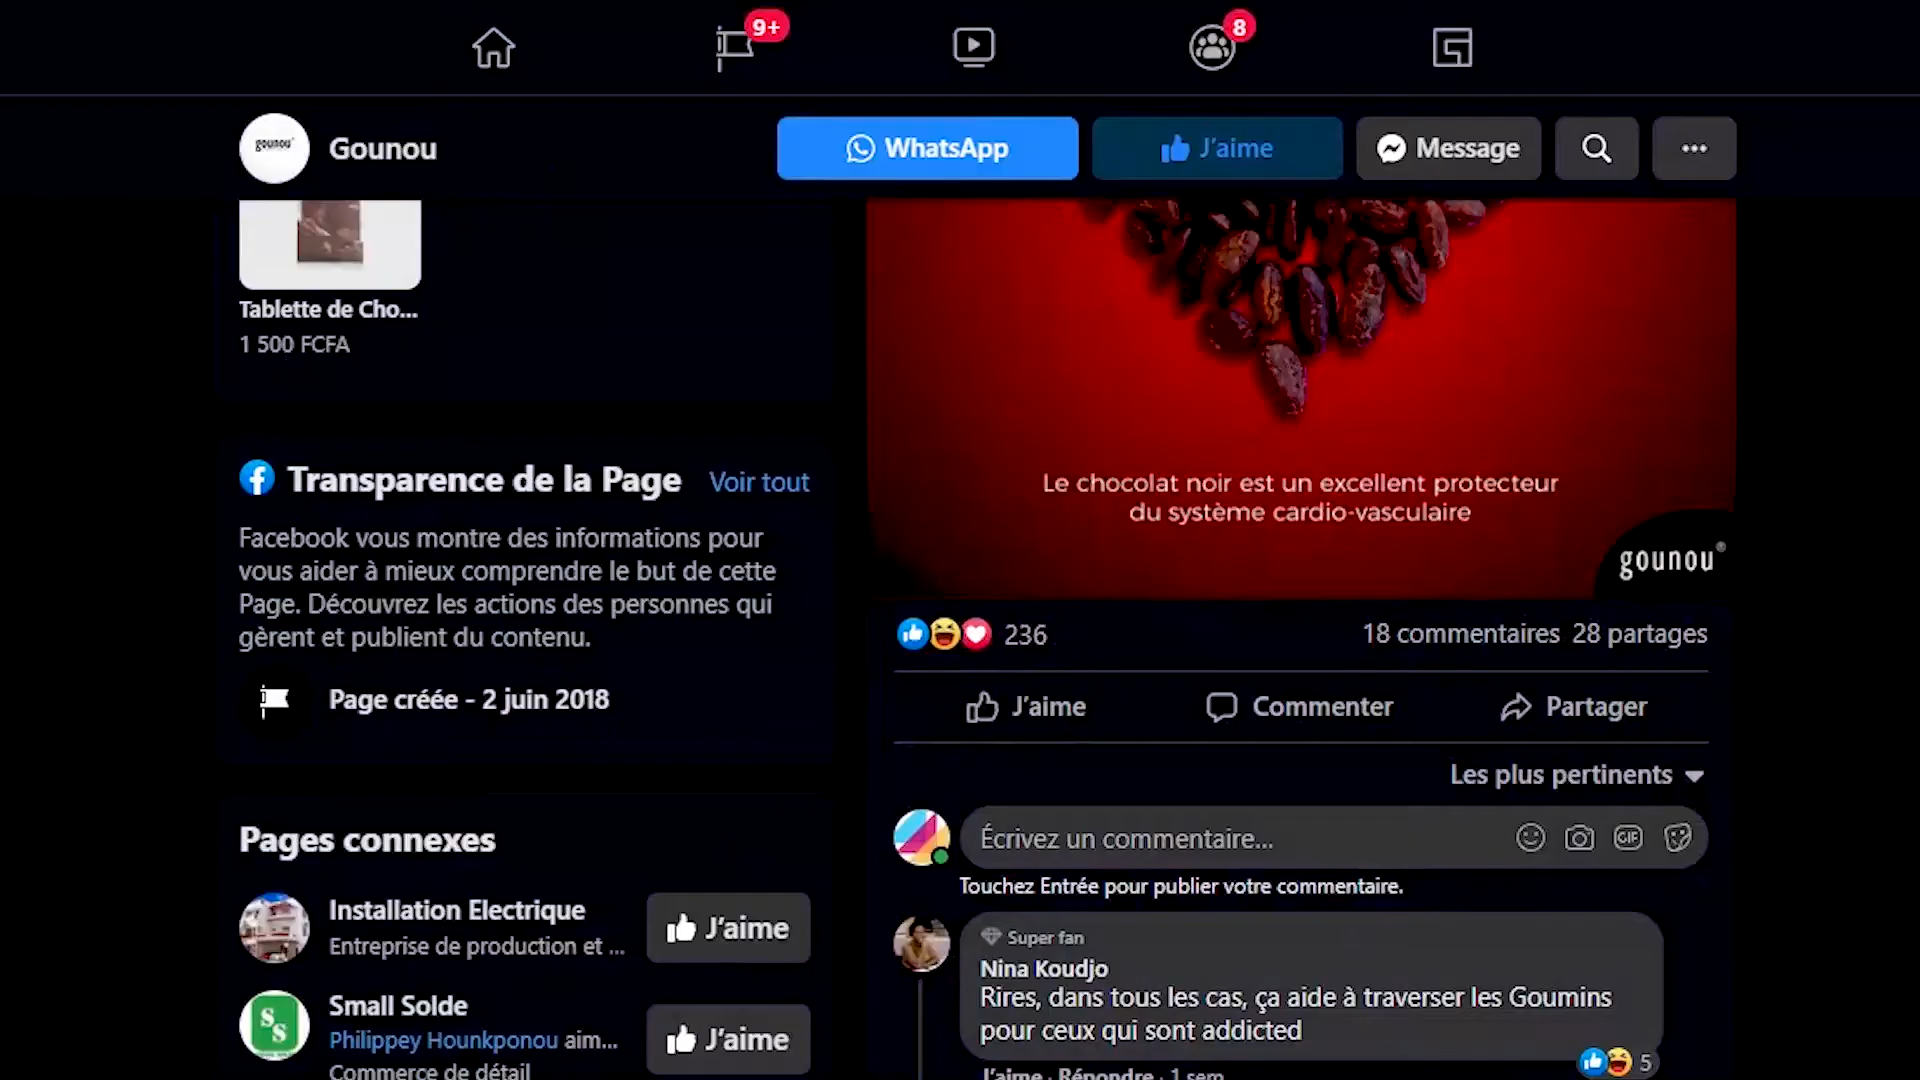 9+
8
gounou
Gounou
WhatsApp
J'aime
Message
Tablette de Cho...
1 500 FCFA
Transparence de la Page
Voir tout
Facebook vous montre des informations pour
vous aider à mieux comprendre le but de cette
Page. Découvrez les actions des personnes qui
gèrent et publient du contenu.
Page créée - 2 juin 2018
Pages connexes
Installation Electrique
Entreprise de production et ...
J'aime
SS
Small Solde
Philippey Hounkponou aim...
Commerce de détail
J'aime
Le chocolat noir est un excellent protecteur
du système cardio-vasculaire
gounou®
236
18 commentaires 28 partages
J'aime
Commenter
Partager
Les plus pertinents
Écrivez un commentaire...
GIF
Touchez Entrée pour publier votre commentaire.
Super fan
Nina Koudjo
Rires, dans tous les cas, ça aide à traverser les Goumins
pour ceux qui sont addicted
5
J'aime · Répondre · 1 sem